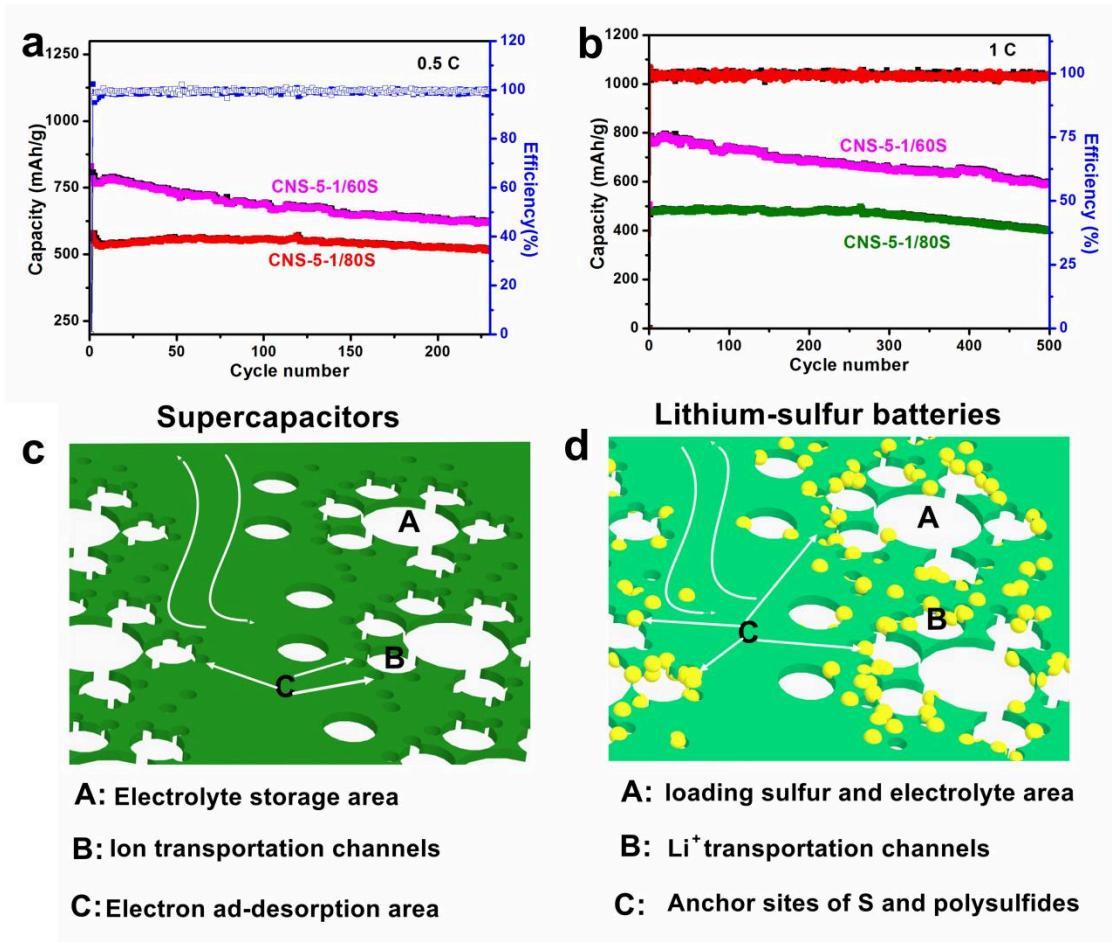 a
0.5 C
Capacity (mAh/g)
1250
1000
750
500
250
CNS-5-1/60S
CNS-5-1/80S
0 50 100 150 200
Cycle number
120
100
80
60
40
20
0
Efficiency(%)
b
1 C
Capacity (mAh/g)
1200
1000
800
600
400
200
0
CNS-5-1/60S
CNS-5-1/80S
0 100 200 300 400 500
Cycle number
100
75
50
25
0
Efficiency (%)
Supercapacitors
c
A
B
C
A: Electrolyte storage area
B: Ion transportation channels
C: Electron ad-desorption area
Lithium-sulfur batteries
d
A
B
C
A: loading sulfur and electrolyte area
B: Li⁺ transportation channels
C: Anchor sites of S and polysulfides